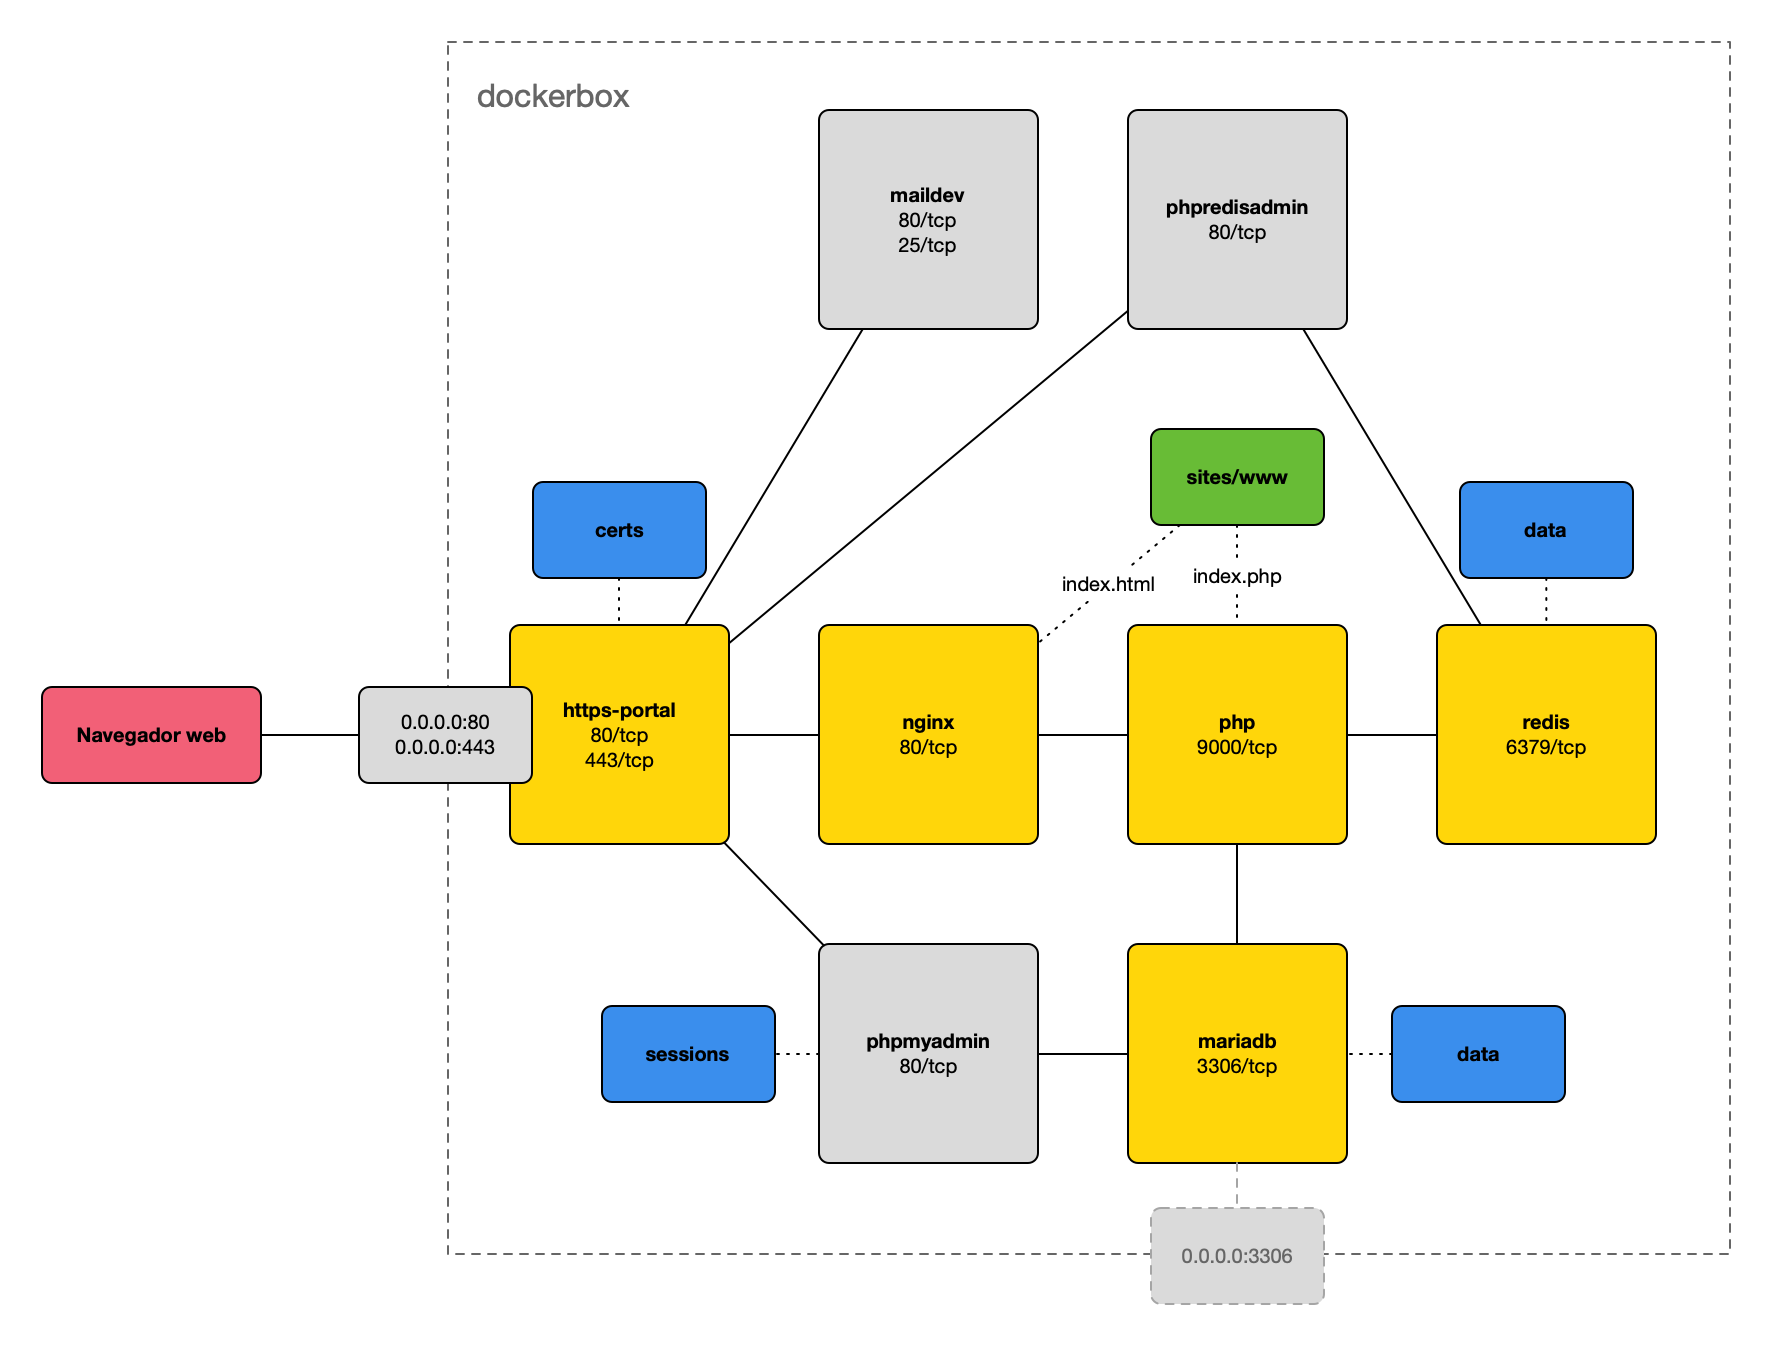 dockerbox
maildev
80/tcp
25/tcp
phpredisadmin
80/tcp
sites/www
certs
data
index.html
index.php
Navegador web
0.0.0.0:80
0.0.0.0:443
https-portal
80/tcp
443/tcp
nginx
80/tcp
php
9000/tcp
redis
6379/tcp
sessions
phpmyadmin
80/tcp
mariadb
3306/tcp
data
0.0.0.0:3306